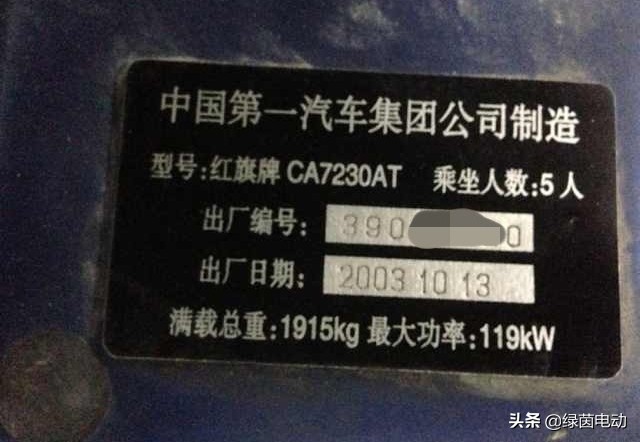 中国第一汽车集团公司制造
型号:红旗牌 CA7230AT 乘坐人数:5人
出厂编号: 390 0
出厂日期: 2003 10 13
满载总重:1915kg 最大功率:119kW
头条 @绿茵电动